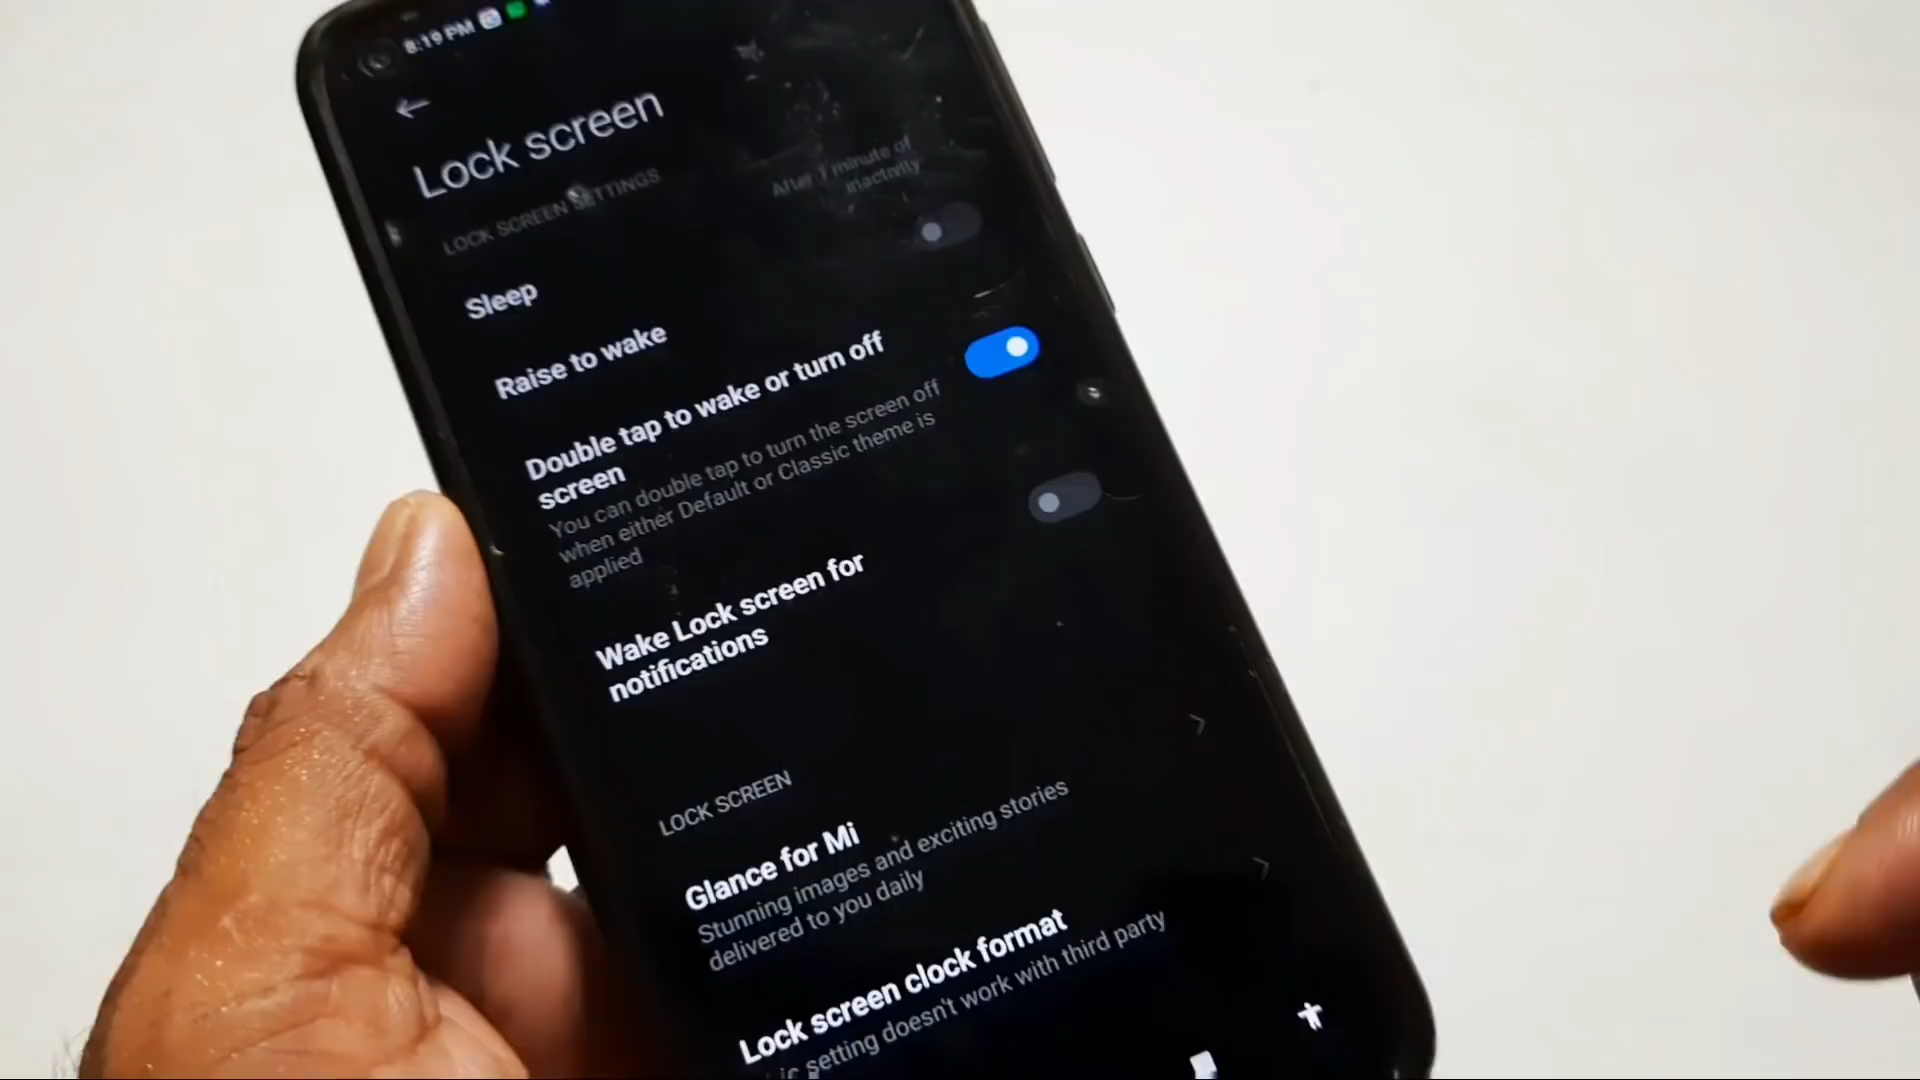 8:19 PM
Lock screen
LOCK SCREEN SETTINGS
After 1 minute of
inactivity
Sleep
Raise to wake
Double tap to wake or turn off
screen
You can double tap to turn the screen off
when either Default or Classic theme is
applied
Wake Lock screen for
notifications
LOCK SCREEN
Glance for Mi
Stunning images and exciting stories
delivered to you daily
Lock screen clock format
setting doesn't work with third party